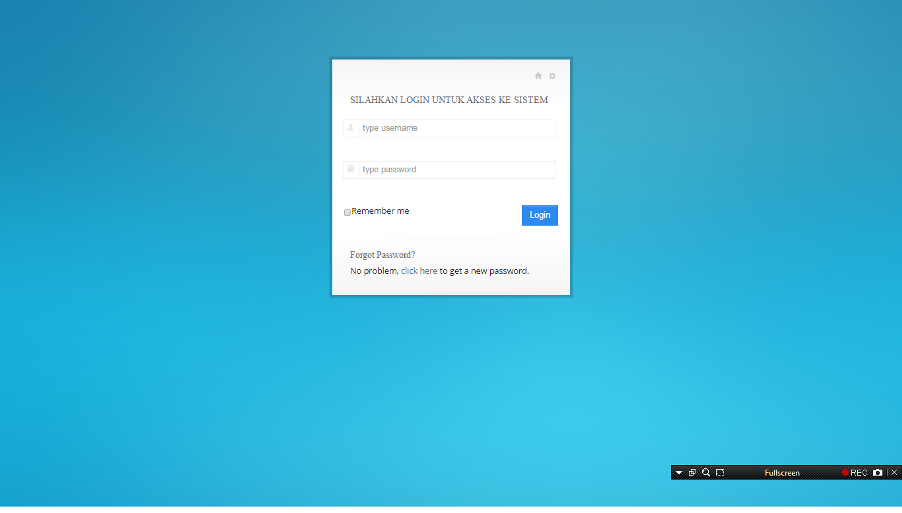 SILAHKAN LOGIN UNTUK AKSES KE SISTEM
type username
type password
Remember me
Login
Forgot Password?
No problem, click here to get a new password.
Fullscreen
REC